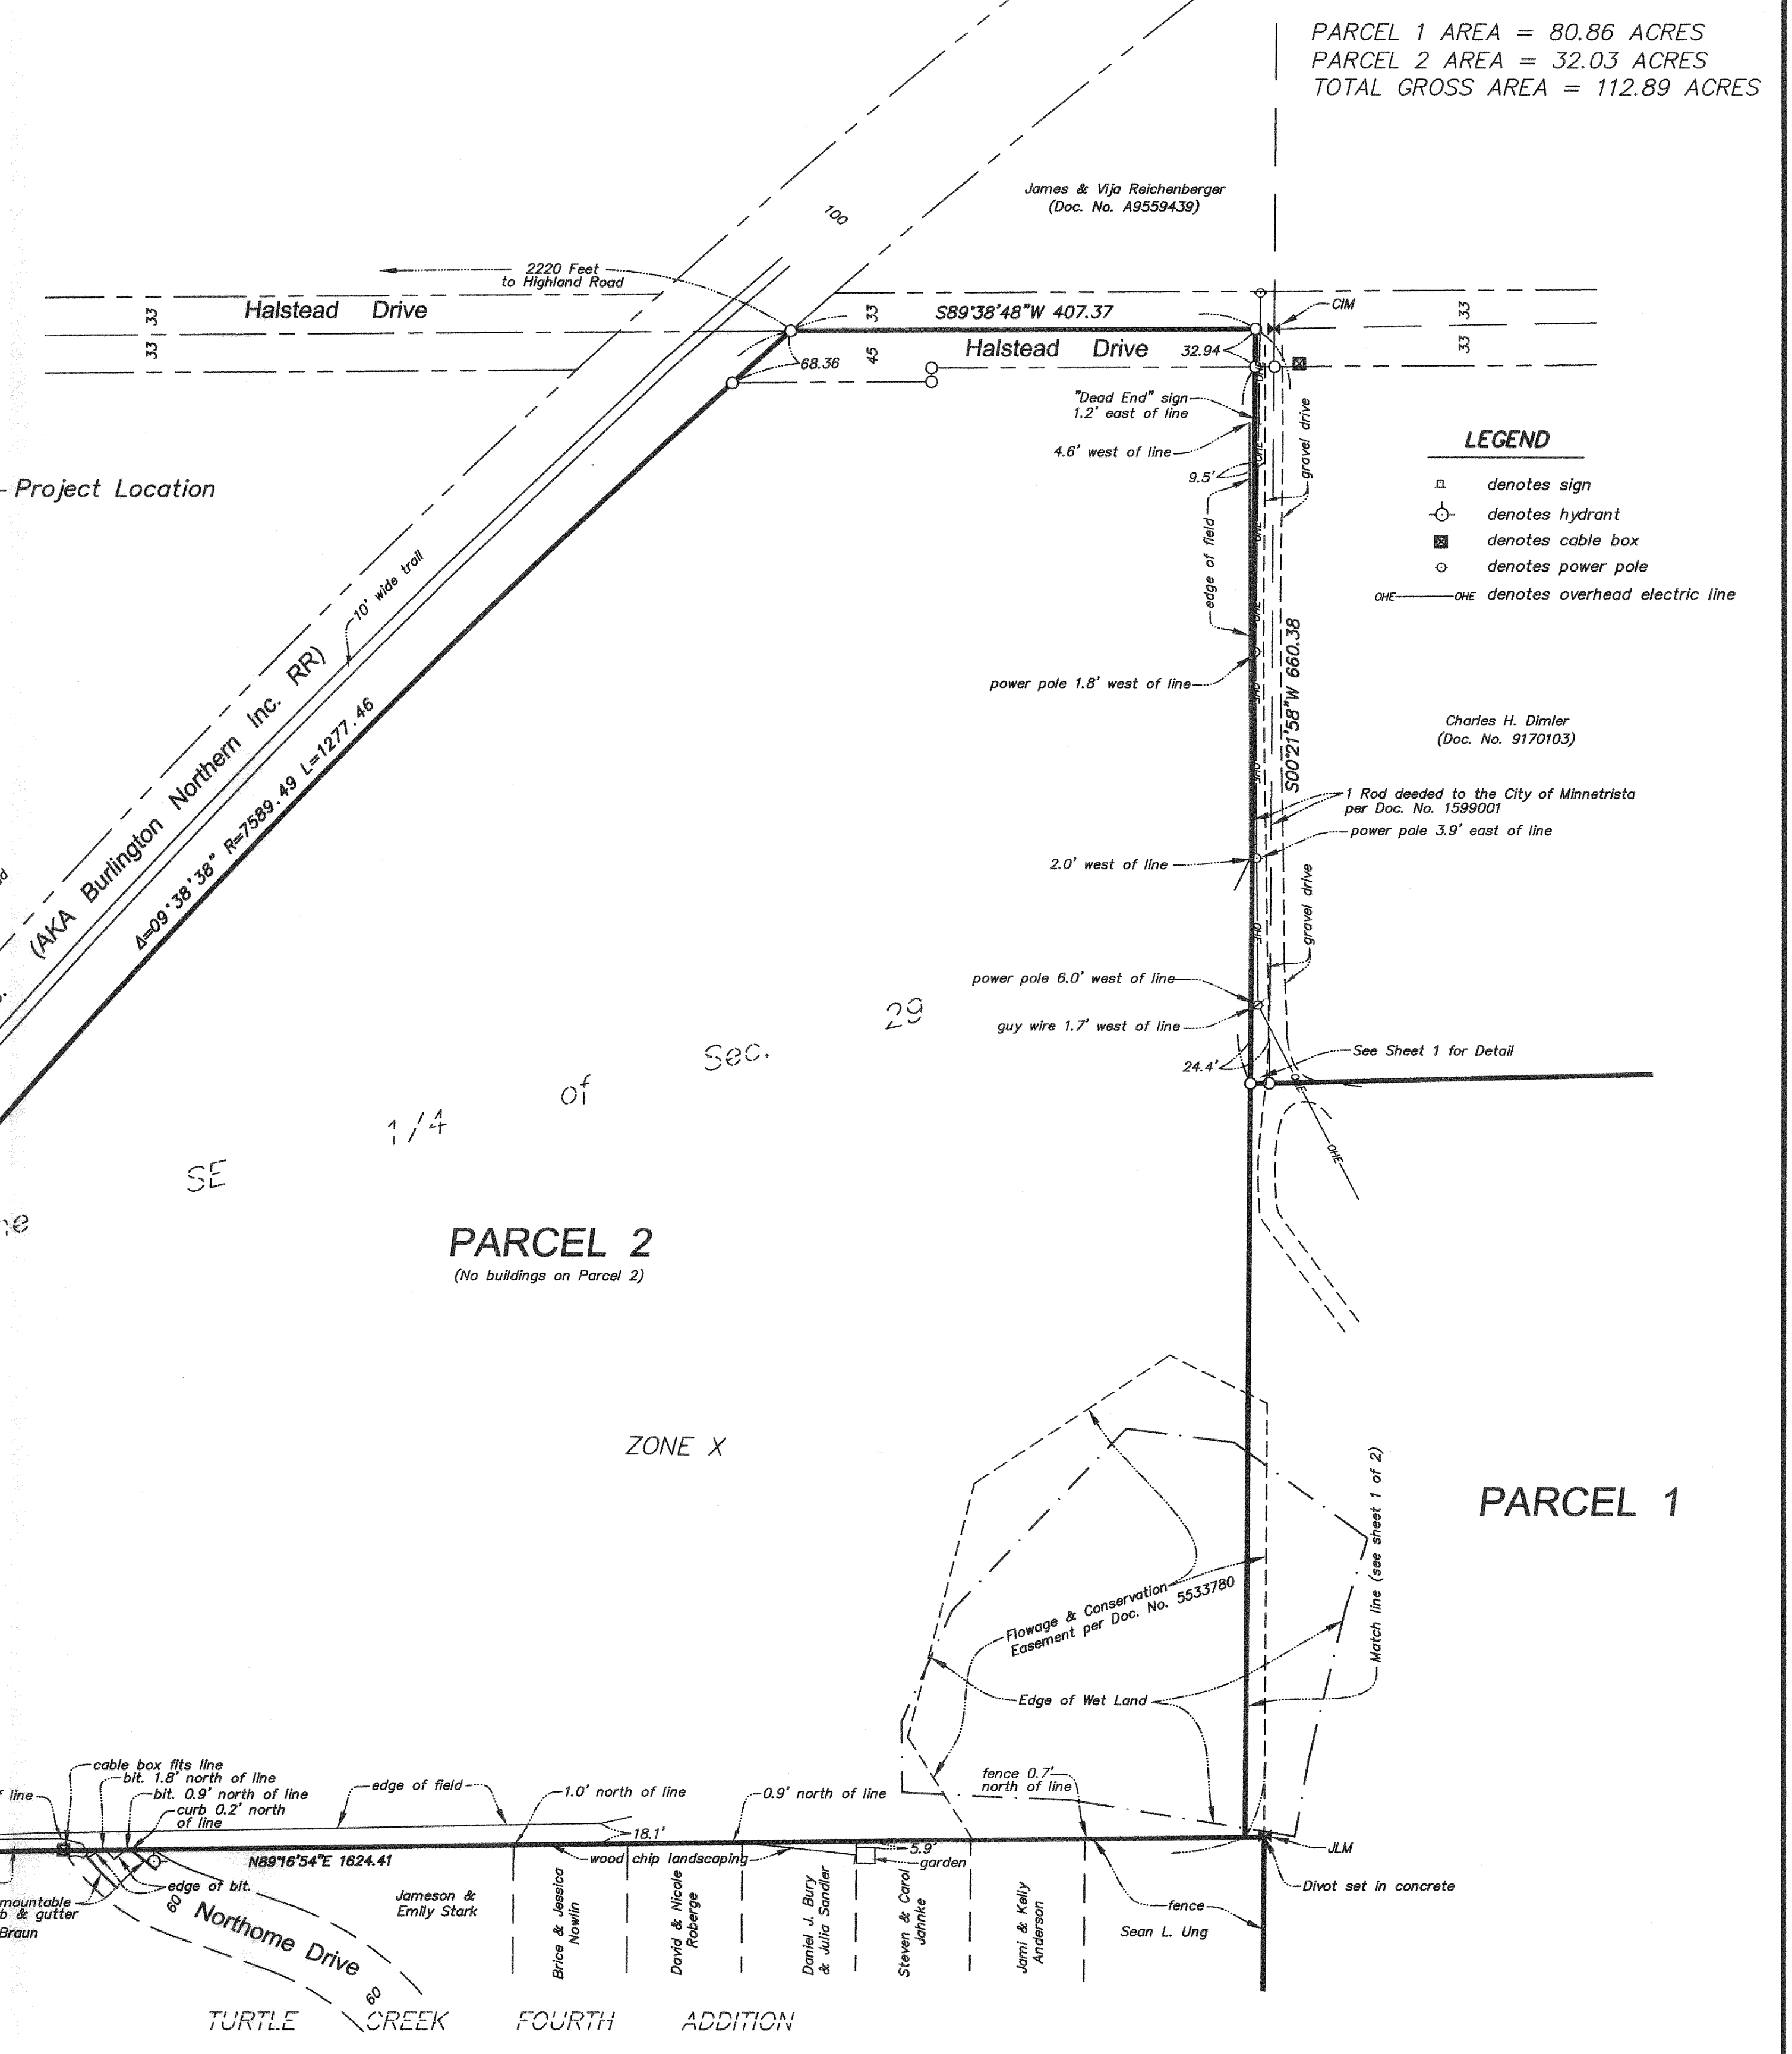 PARCEL 1 AREA = 80.86 ACRES
PARCEL 2 AREA = 32.03 ACRES
TOTAL GROSS AREA = 112.89 ACRES
James & Vija Reichenberger
(Doc. No. A9559439)
100
2220 Feet
to Highland Road
33
33
Halstead Drive
S89°38'48"W 407.37
33
45
Halstead Drive
32.94
68.36
CIM
33
33
"Dead End" sign
1.2' east of line
4.6' west of line
9.5'
gravel drive
edge of field
OHE
OHE
OHE
OHE
OHE
OHE
OHE
LEGEND
denotes sign
denotes hydrant
denotes cable box
denotes power pole
OHE OHE denotes overhead electric line
Project Location
10' wide trail
(AKA Burlington Northern Inc. RR)
Δ=09°38'38" R=7589.49 L=1277.46
power pole 1.8' west of line
S00°21'58"W 660.38
Charles H. Dimler
(Doc. No. 9170103)
1 Rod deeded to the City of Minnetrista
per Doc. No. 1599001
power pole 3.9' east of line
2.0' west of line
gravel drive
power pole 6.0' west of line
guy wire 1.7' west of line
24.4'
See Sheet 1 for Detail
OHE
OHE
SE 1/4 of Sec. 29
PARCEL 2
(No buildings on Parcel 2)
ZONE X
PARCEL 1
Match line (see sheet 1 of 2)
Flowage & Conservation
Easement per Doc. No. 5533780
Edge of Wet Land
cable box fits line
bit. 1.8' north of line
line
bit. 0.9' north of line
curb 0.2' north
of line
edge of field
1.0' north of line
0.9' north of line
fence 0.7'
north of line
18.1'
5.9'
wood chip landscaping
garden
N89°16'54"E 1624.41
edge of bit.
mountable
b & gutter
Braun
60
Northome Drive
60
Jameson &
Emily Stark
Brice & Jessica
Nowlin
David & Nicole
Roberge
Daniel J. Bury
& Julia Sandler
Steven & Carol
Jahnke
Jami & Kelly
Anderson
fence
Sean L. Ung
JLM
Divot set in concrete
TURTLE CREEK FOURTH ADDITION